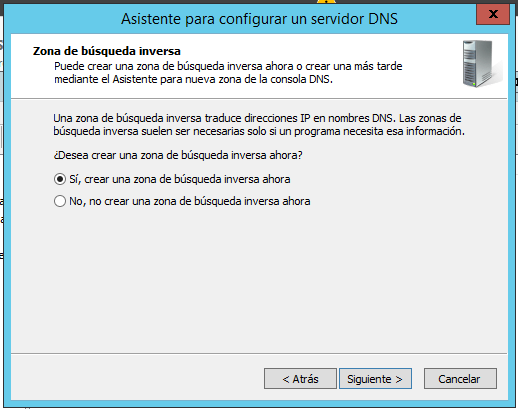 Asistente para configurar un servidor DNS
x
Zona de búsqueda inversa
Puede crear una zona de búsqueda inversa ahora o crear una más tarde
mediante el Asistente para nueva zona de la consola DNS.
Una zona de búsqueda inversa traduce direcciones IP en nombres DNS. Las zonas de
búsqueda inversa suelen ser necesarias solo si un programa necesita esa información.
¿Desea crear una zona de búsqueda inversa ahora?
Sí, crear una zona de búsqueda inversa ahora
No, no crear una zona de búsqueda inversa ahora
< Atrás
Siguiente >
Cancelar